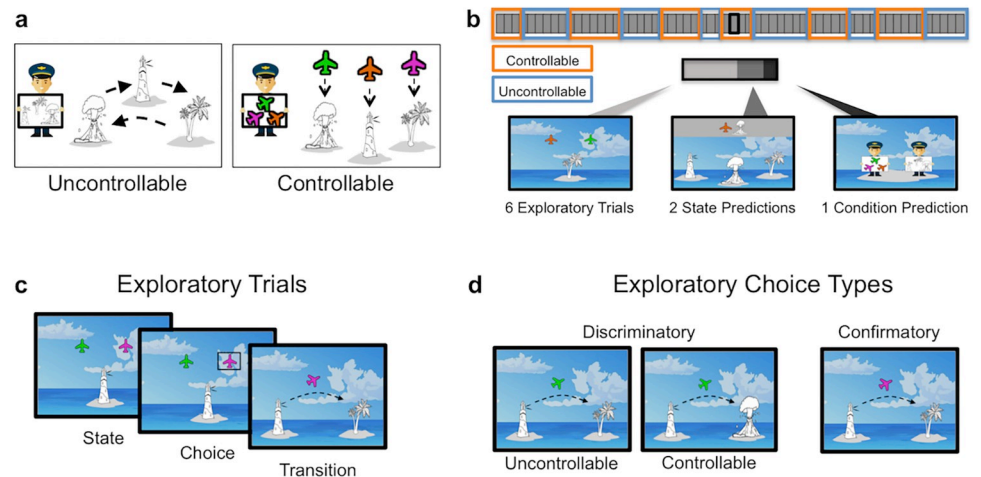 a
Uncontrollable
Controllable
b
Controllable
Uncontrollable
6 Exploratory Trials
2 State Predictions
1 Condition Prediction
c
Exploratory Trials
State
Choice
Transition
d
Exploratory Choice Types
Discriminatory
Confirmatory
Uncontrollable
Controllable